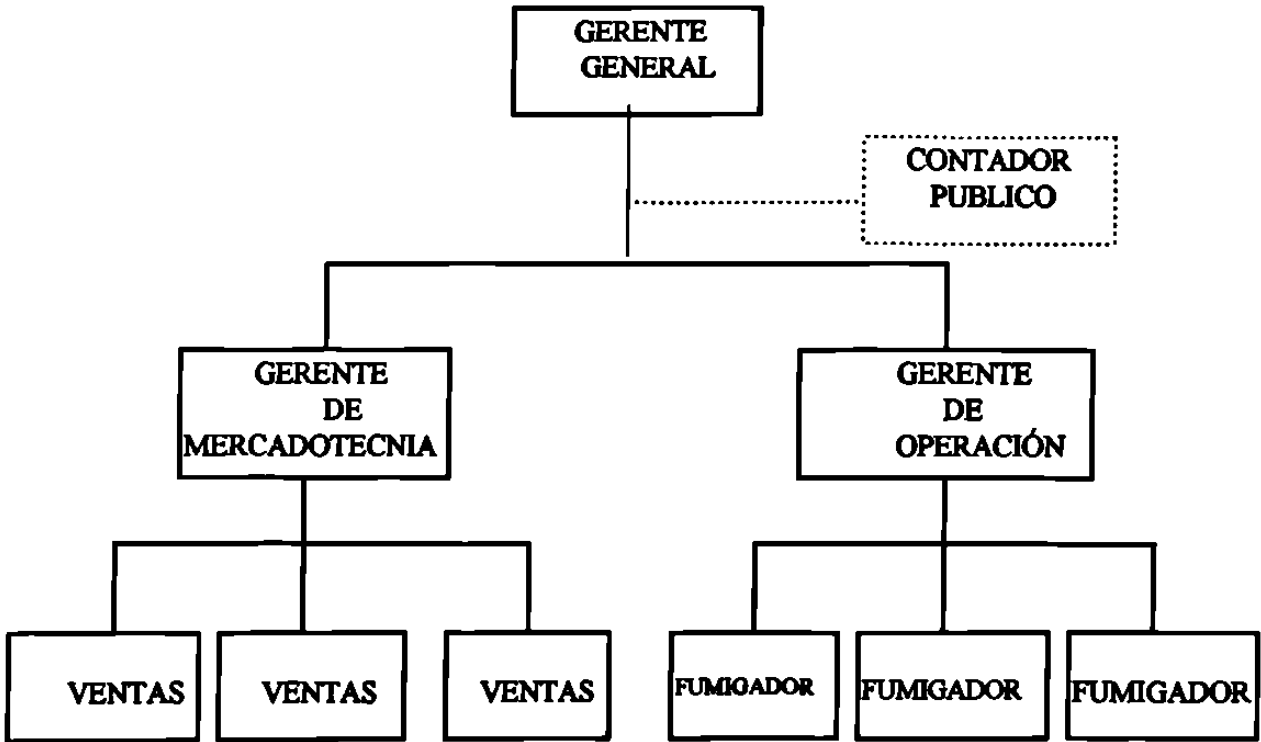 GERENTE
GENERAL
CONTADOR
PUBLICO
GERENTE
DE
MERCADOTECNIA
GERENTE
DE
OPERACIÓN
VENTAS
VENTAS
VENTAS
FUMIGADOR
FUMIGADOR
FUMIGADOR